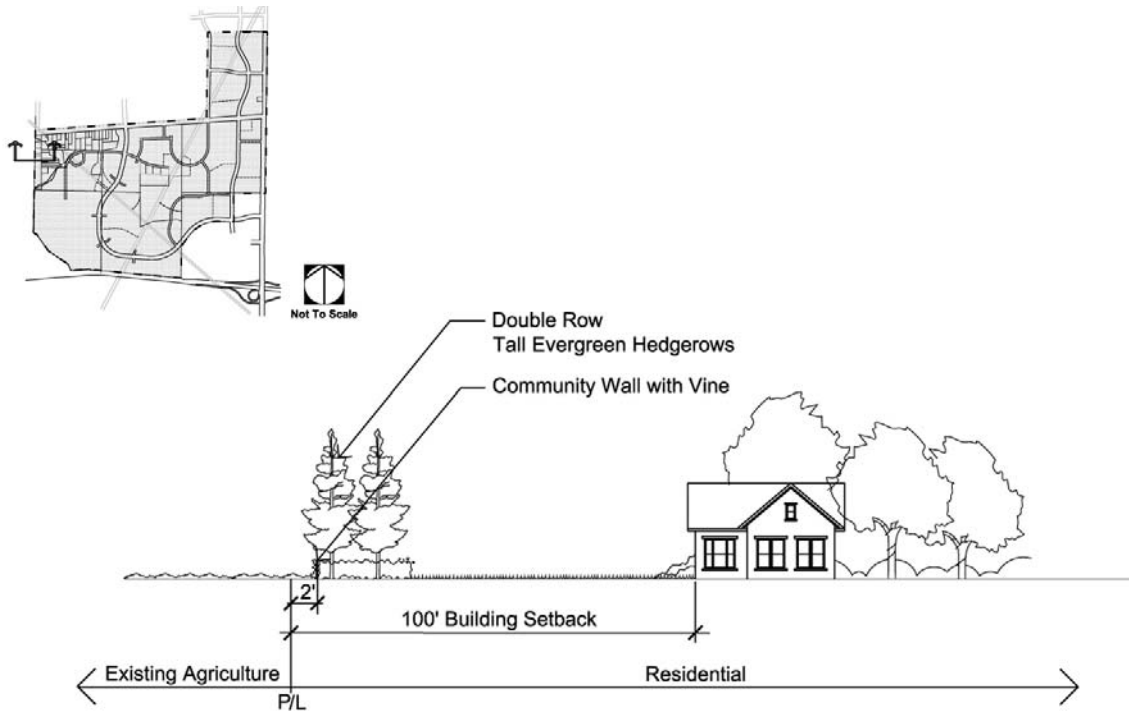 Not To Scale
Double Row
Tall Evergreen Hedgerows
Community Wall with Vine
2'
100' Building Setback
Existing Agriculture
Residential
P/L